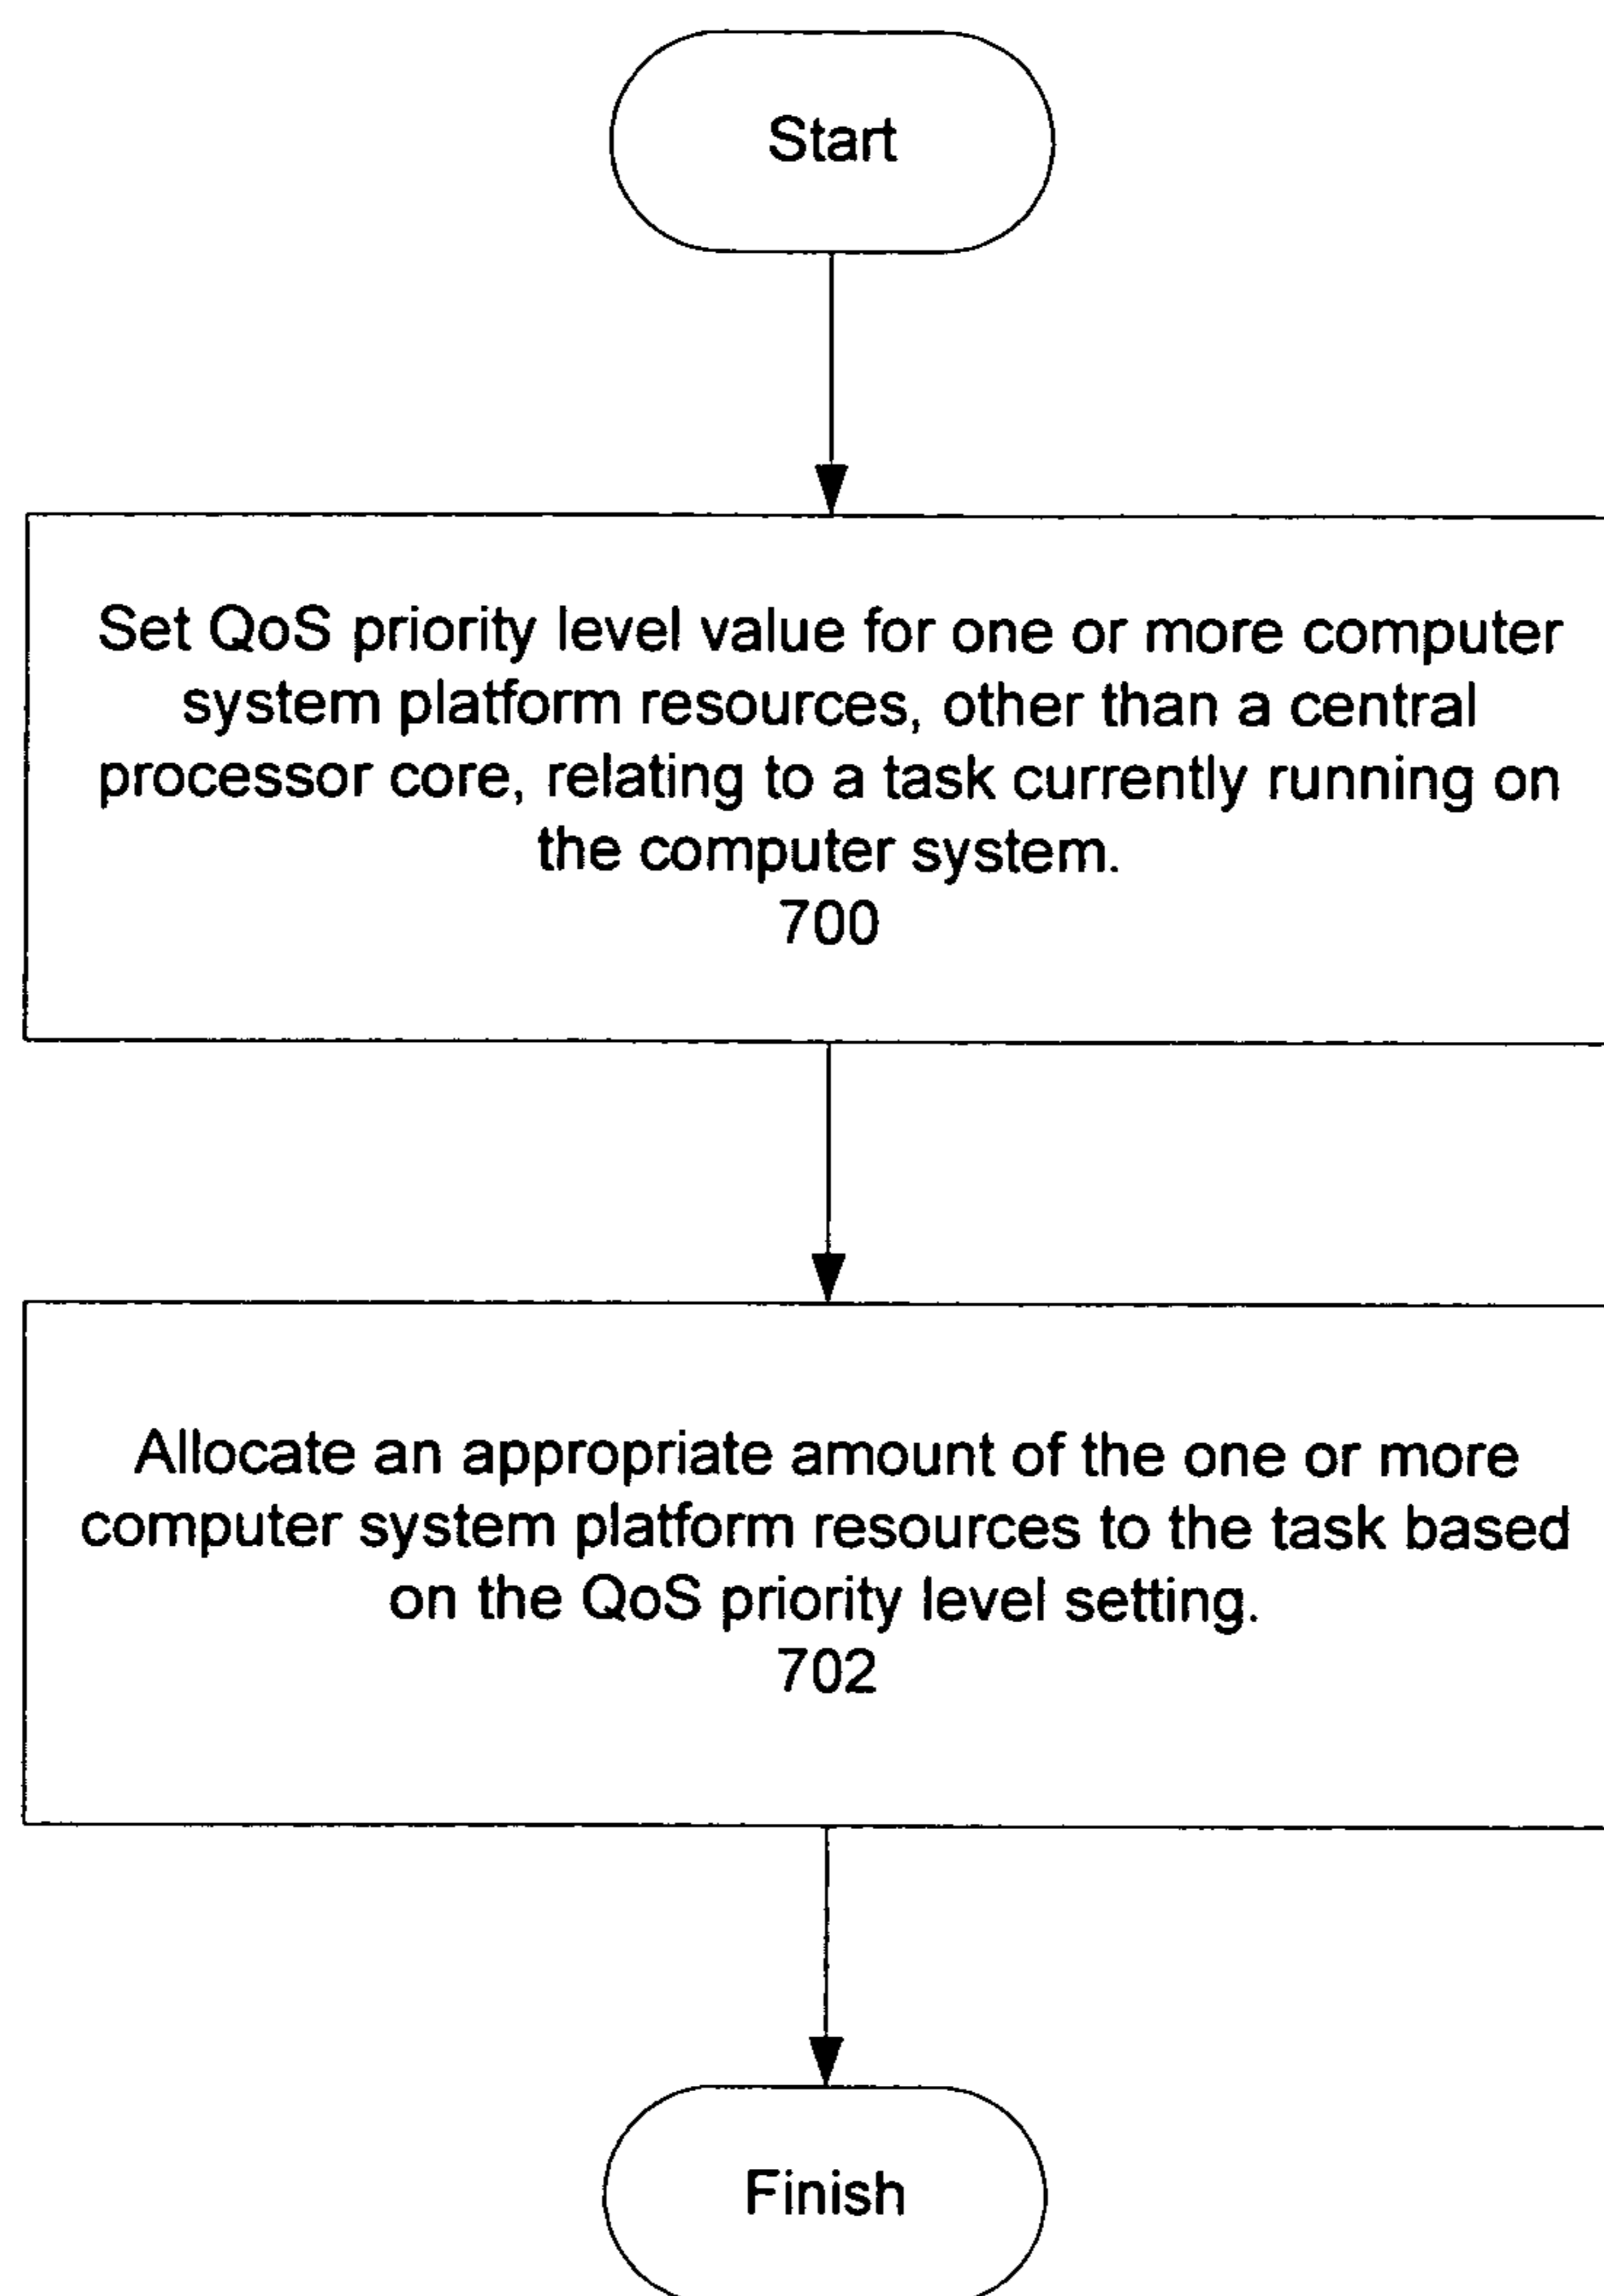 Start
Set QoS priority level value for one or more computer
system platform resources, other than a central
processor core, relating to a task currently running on
the computer system.
700
Allocate an appropriate amount of the one or more
computer system platform resources to the task based
on the QoS priority level setting.
702
Finish